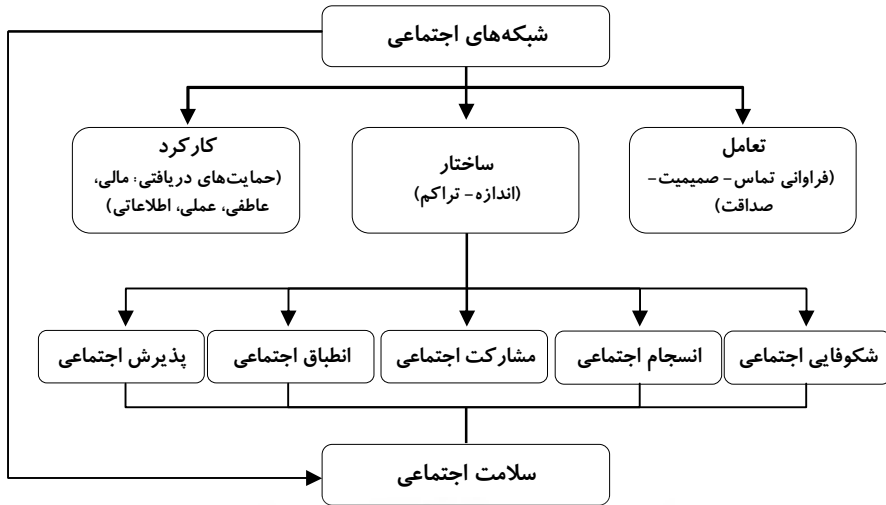 شبکه‌های اجتماعی
تعامل
(فراوانی تماس- صمیمیت-
صداقت)
ساختار
(اندازه- تراکم)
کارکرد
(حمایت‌های دریافتی: مالی،
عاطفی، عملی، اطلاعاتی)
شکوفایی اجتماعی
انسجام اجتماعی
مشارکت اجتماعی
انطباق اجتماعی
پذیرش اجتماعی
سلامت اجتماعی